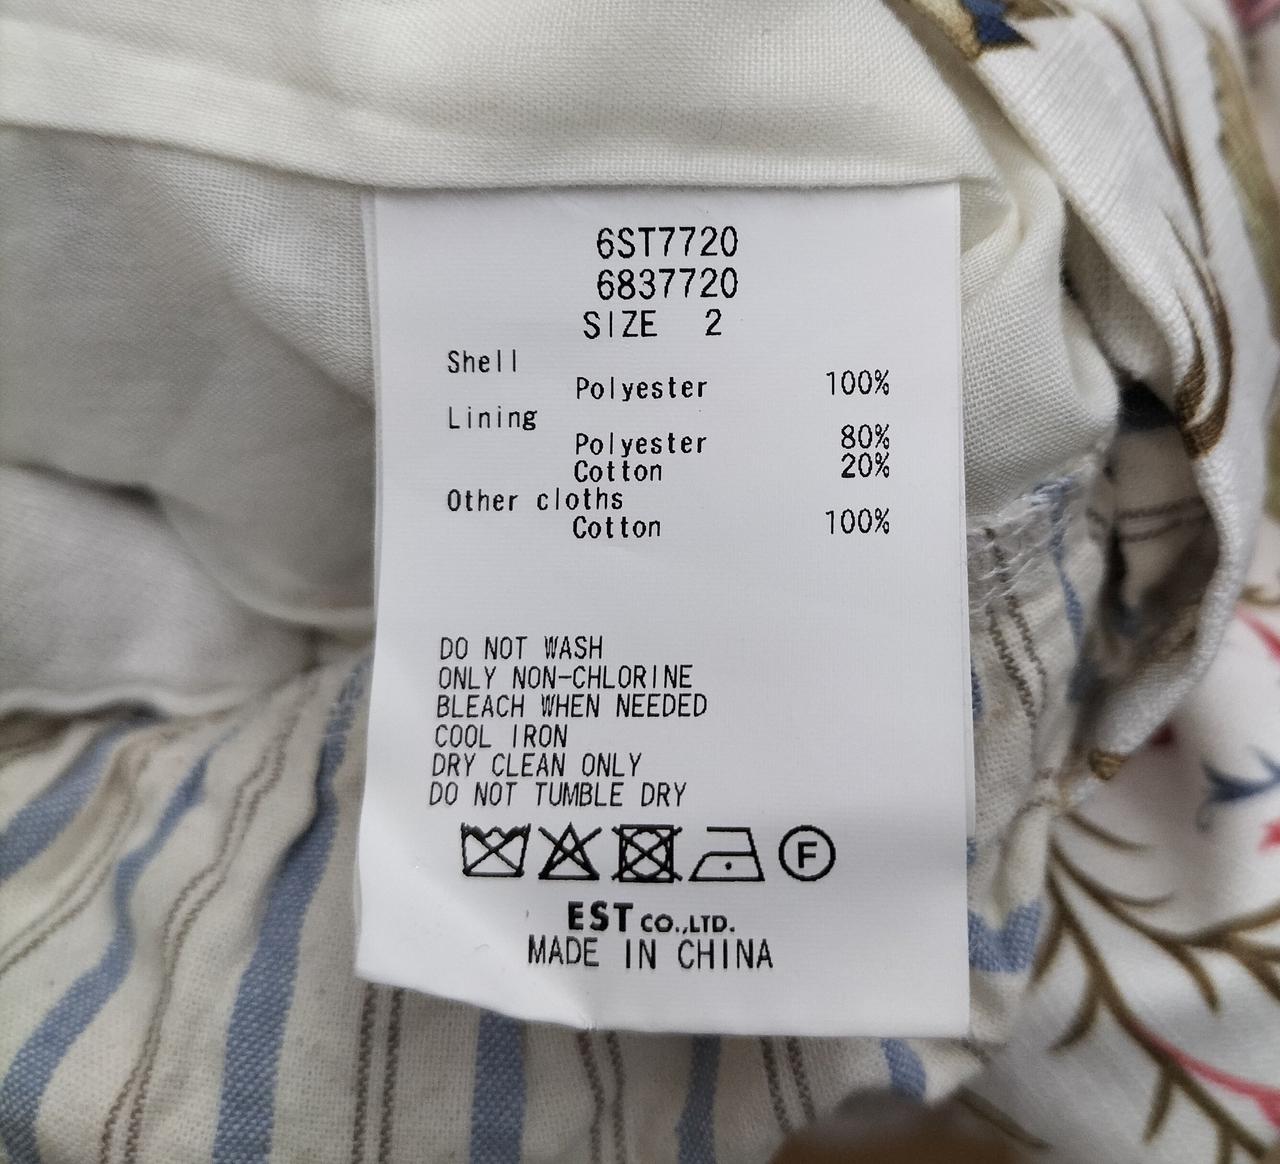 6ST7720
6837720
SIZE 2
Shell
Polyester 100%
Lining
Polyester 80%
Cotton 20%
Other cloths
Cotton 100%
DO NOT WASH
ONLY NON-CHLORINE
BLEACH WHEN NEEDED
COOL IRON
DRY CLEAN ONLY
DO NOT TUMBLE DRY
F
EST CO.,LTD.
MADE IN CHINA